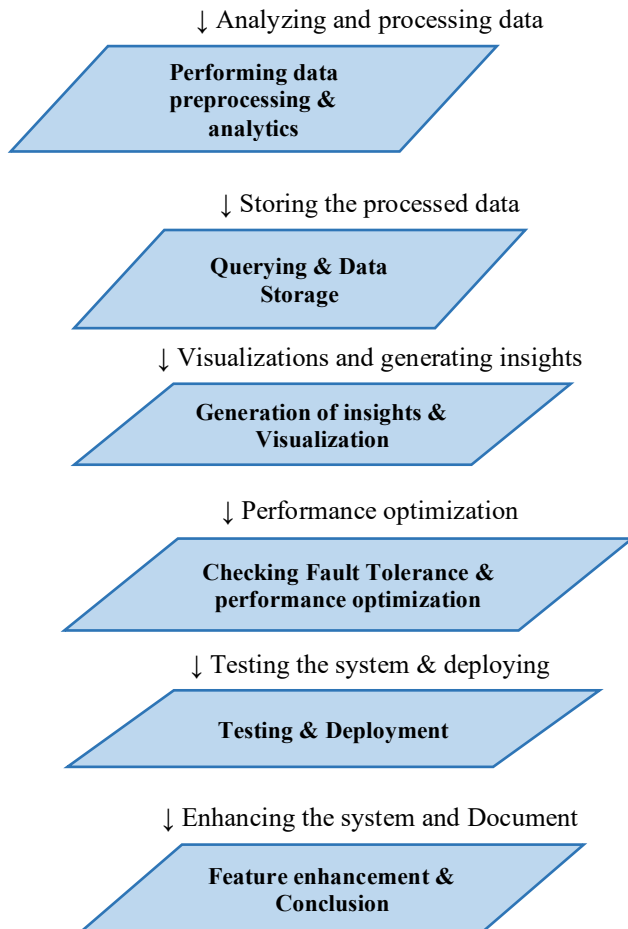 ↓ Analyzing and processing data
Performing data
preprocessing &
analytics
↓ Storing the processed data
Querying & Data
Storage
↓ Visualizations and generating insights
Generation of insights &
Visualization
↓ Performance optimization
Checking Fault Tolerance &
performance optimization
↓ Testing the system & deploying
Testing & Deployment
↓ Enhancing the system and Document
Feature enhancement &
Conclusion